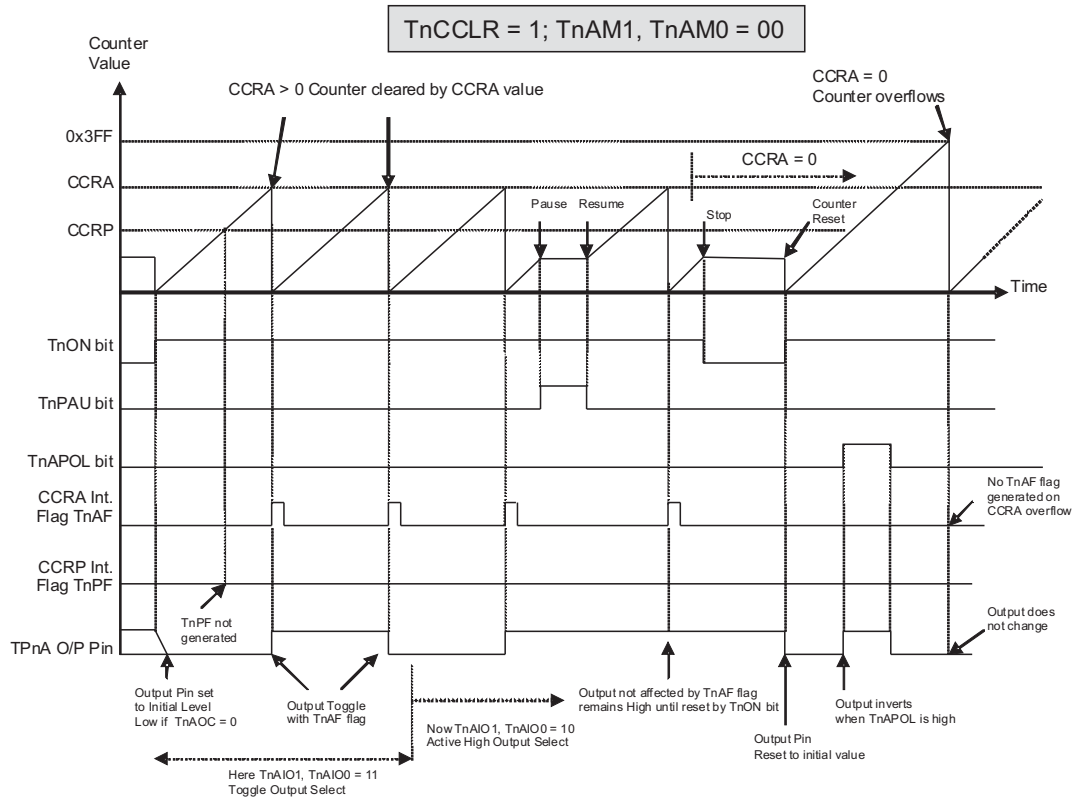 TnCCLR = 1; TnAM1, TnAM0 = 00
Counter
Value
CCRA > 0 Counter cleared by CCRA value
CCRA = 0
Counter overflows
0x3FF
CCRA = 0
CCRA
Pause
Resume
Stop
Counter
Reset
CCRP
Time
TnON bit
TnPAU bit
TnAPOL bit
No TnAF flag
generated on
CCRA overflow
CCRA Int.
Flag TnAF
CCRP Int.
Flag TnPF
TnPF not
generated
Output does
not change
TPnA O/P Pin
Output Pin set
to Initial Level
Low if TnAOC = 0
Output Toggle
with TnAF flag
Now TnAIO1, TnAIO0 = 10
Active High Output Select
Output not affected by TnAF flag
remains High until reset by TnON bit
Output inverts
when TnAPOL is high
Output Pin
Reset to initial value
Here TnAIO1, TnAIO0 = 11
Toggle Output Select